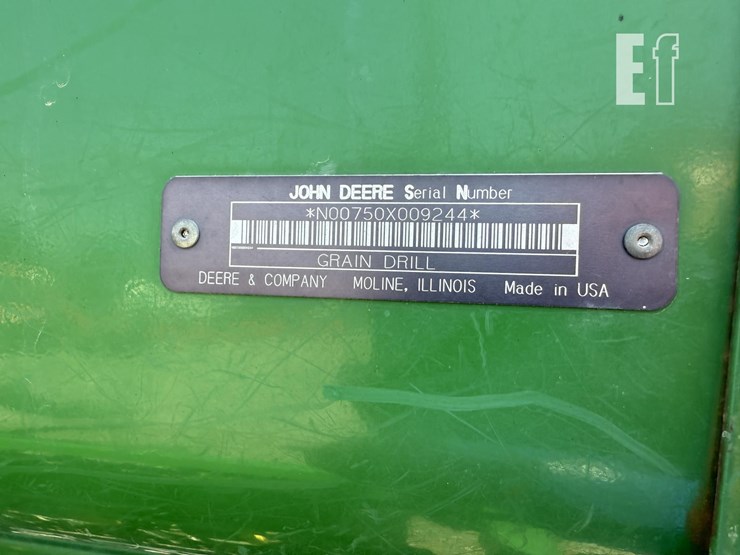 Ef
JOHN DEERE Serial Number
*N00750X009244*
GRAIN DRILL
DEERE & COMPANY MOLINE, ILLINOIS Made in USA